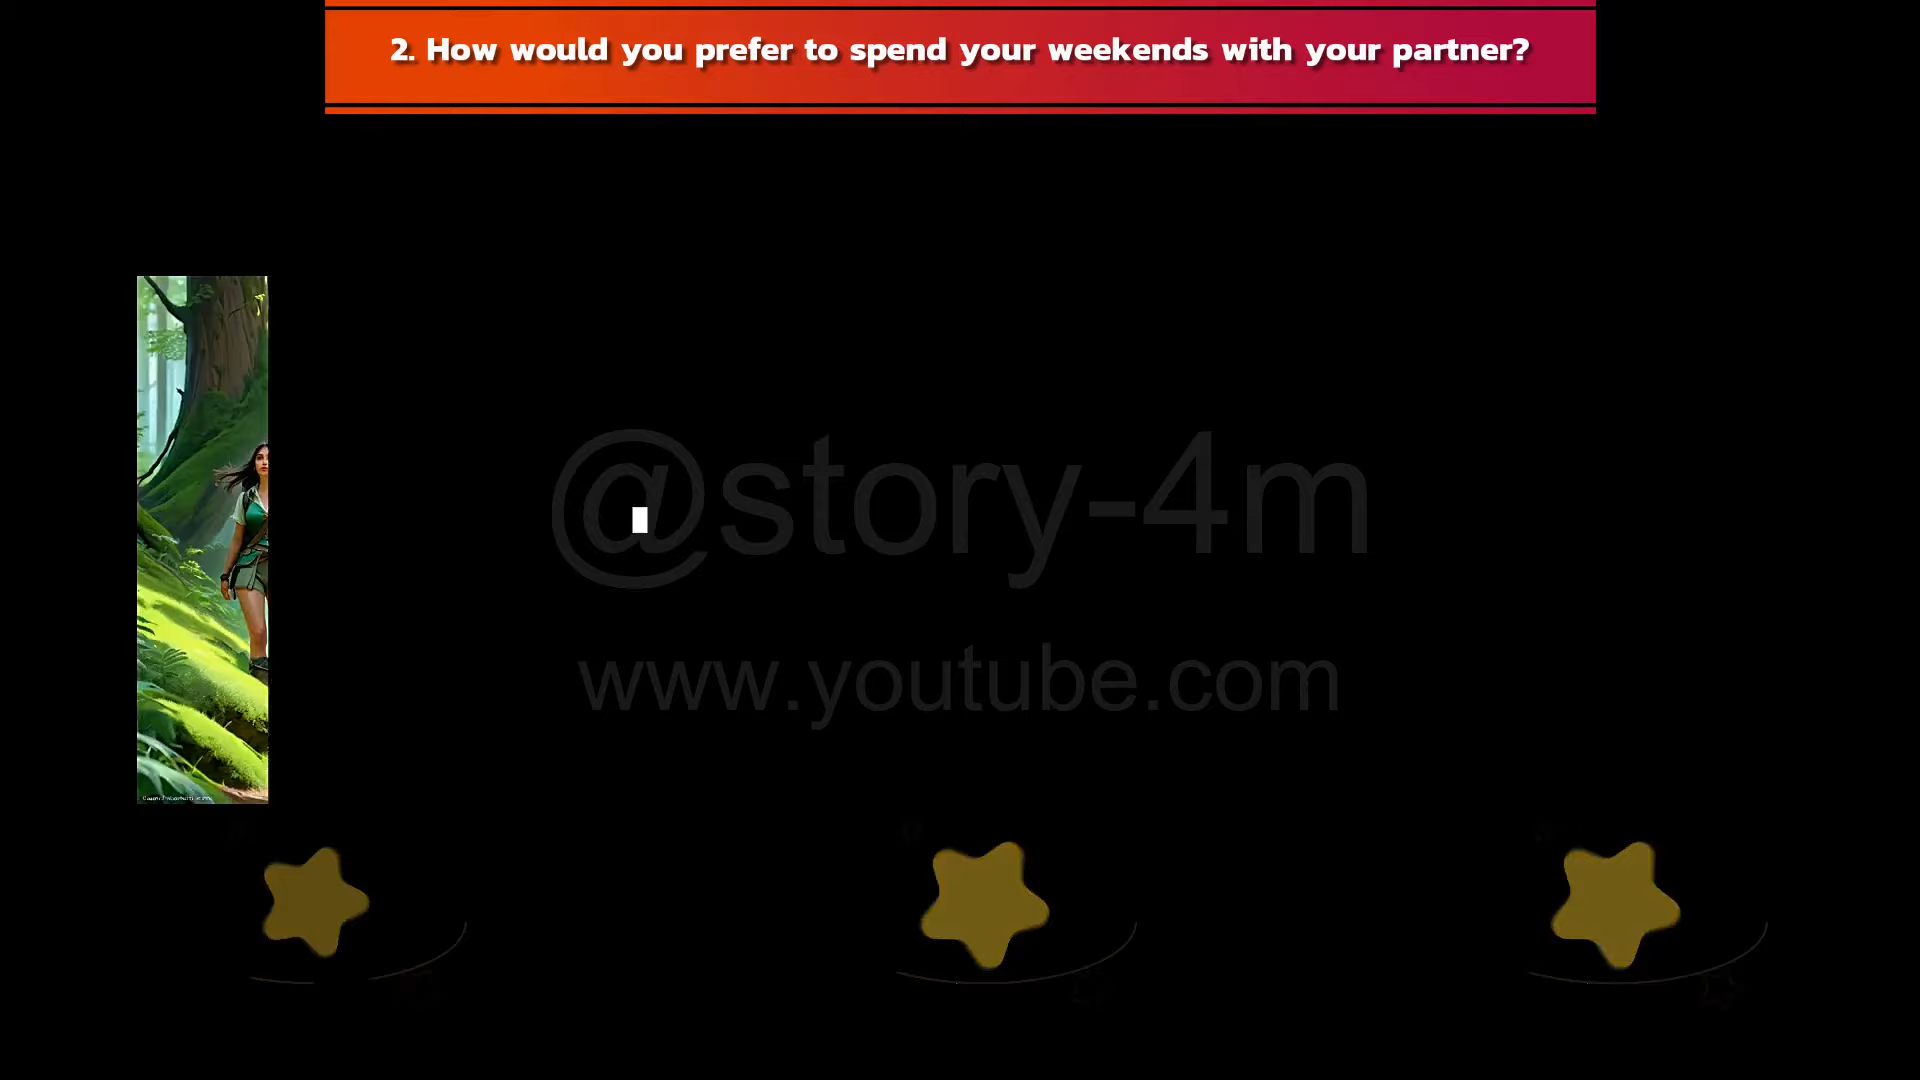 2. How would you prefer to spend your weekends with your partner?
@story-4m
www.youtube.com